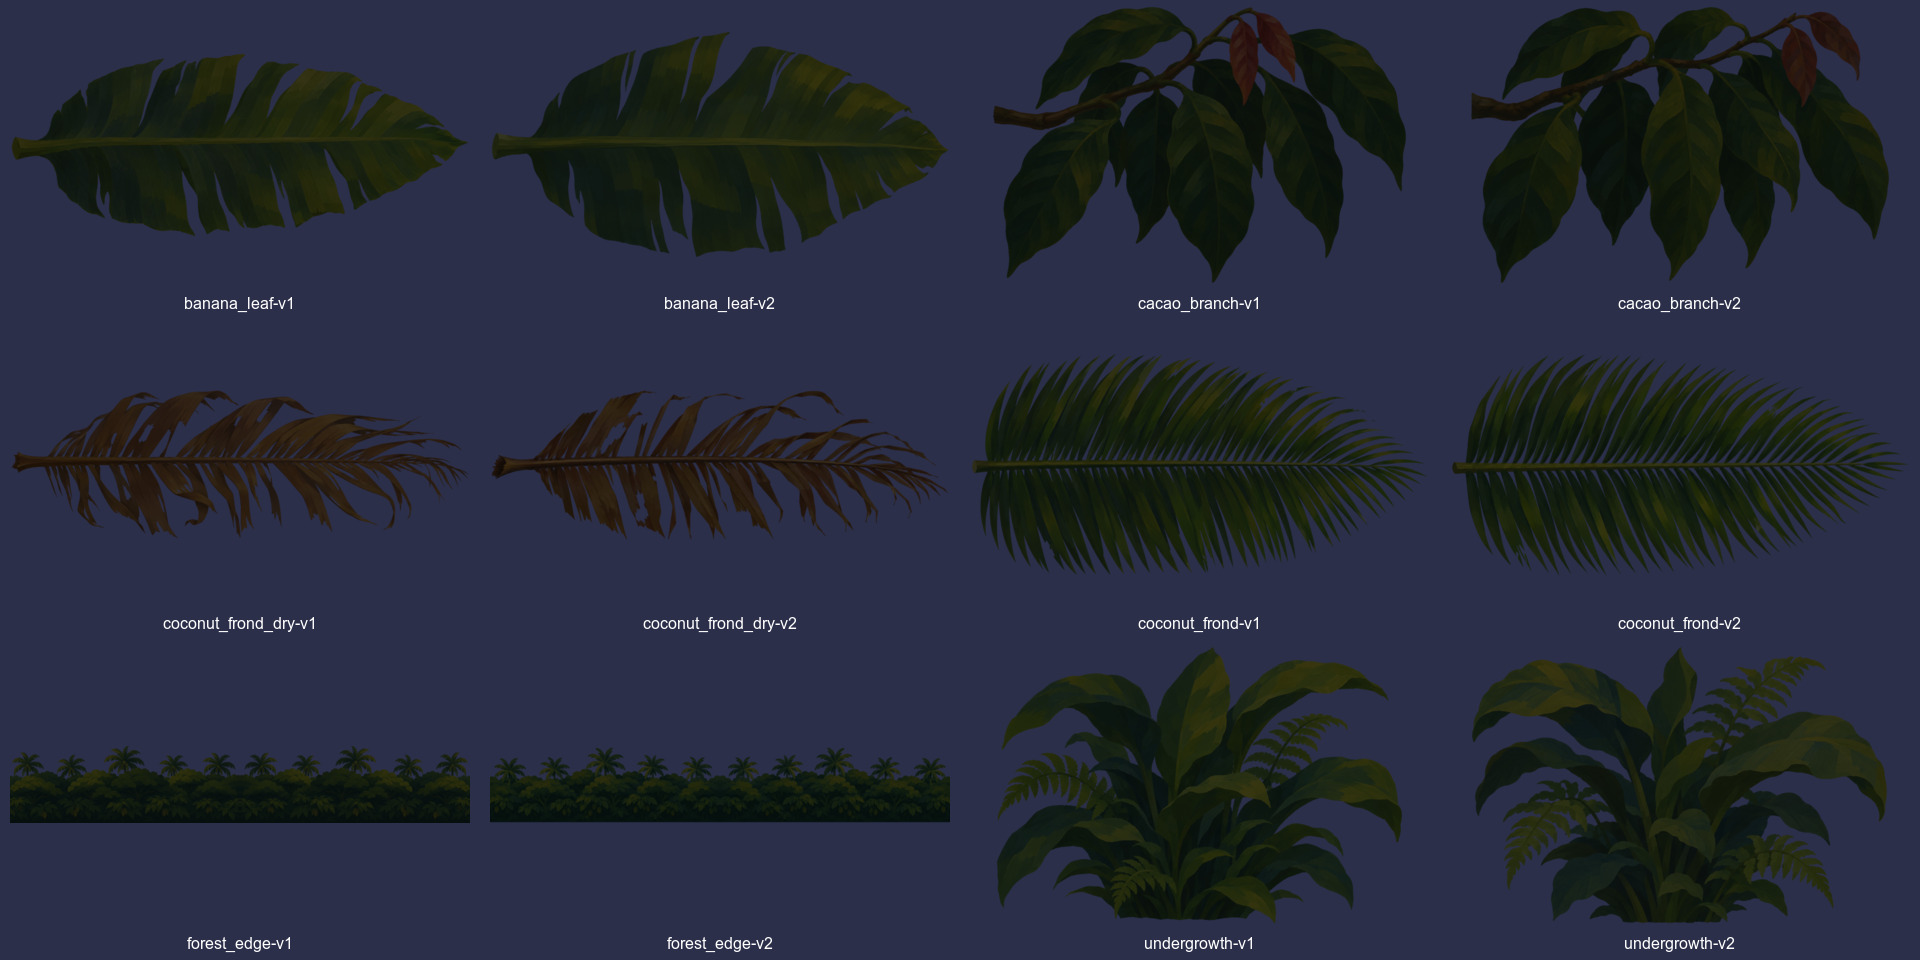 banana_leaf-v1
banana_leaf-v2
cacao_branch-v1
cacao_branch-v2
coconut_frond_dry-v1
coconut_frond_dry-v2
coconut_frond-v1
coconut_frond-v2
forest_edge-v1
forest_edge-v2
undergrowth-v1
undergrowth-v2